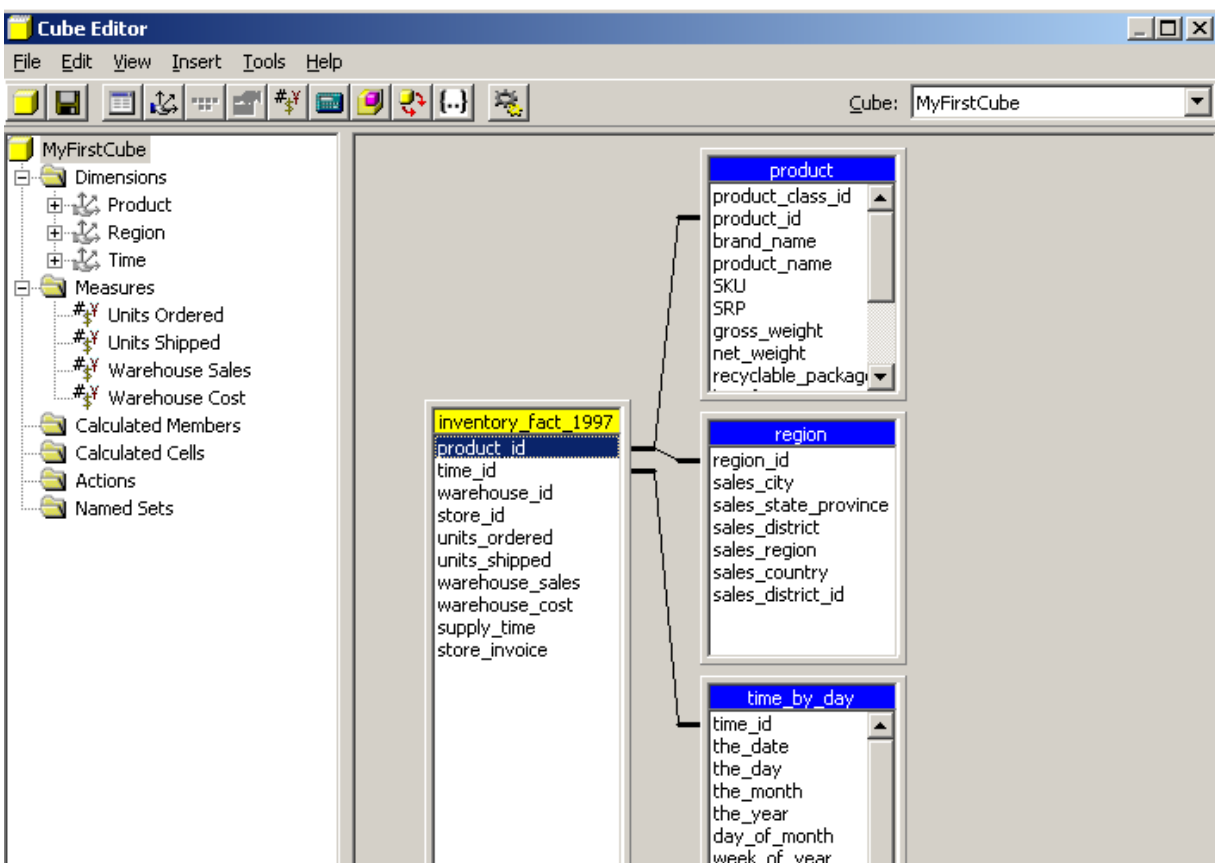 Cube Editor
File Edit View Insert Tools Help
Cube: MyFirstCube
MyFirstCube
Dimensions
Product
Region
Time
Measures
Units Ordered
Units Shipped
Warehouse Sales
Warehouse Cost
Calculated Members
Calculated Cells
Actions
Named Sets
inventory_fact_1997
product_id
time_id
warehouse_id
store_id
units_ordered
units_shipped
warehouse_sales
warehouse_cost
supply_time
store_invoice
product
product_class_id
product_id
brand_name
product_name
SKU
SRP
gross_weight
net_weight
recyclable_packag
region
region_id
sales_city
sales_state_province
sales_district
sales_region
sales_country
sales_district_id
time_by_day
time_id
the_date
the_day
the_month
the_year
day_of_month
week_of_year